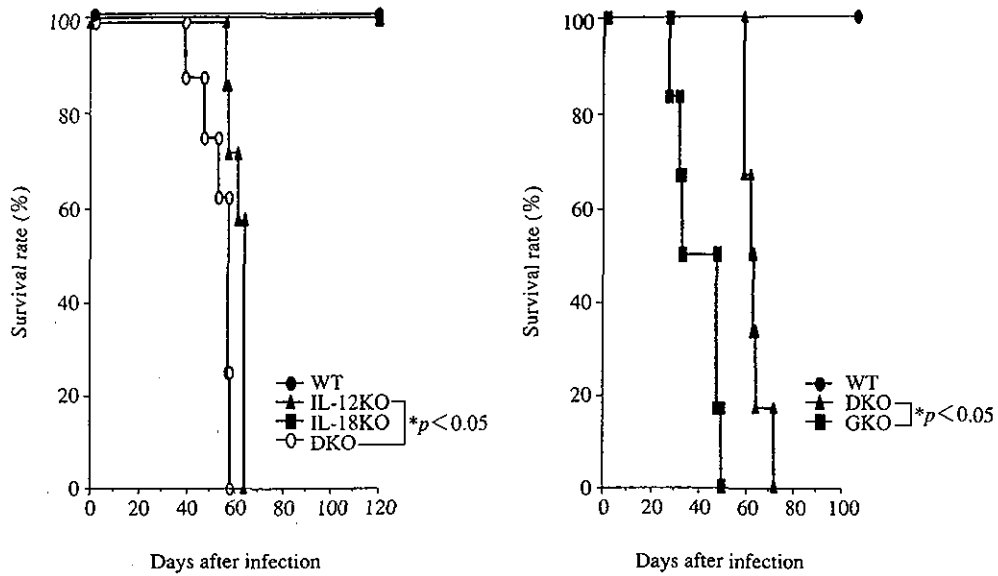 100
80
60
40
20
0
Survival rate (%)
0 20 40 60 80 100 120
Days after infection
WT
IL-12KO
IL-18KO
DKO
*p<0.05
100
80
60
40
20
0
Survival rate (%)
0 20 40 60 80 100
Days after infection
WT
DKO
GKO
*p<0.05